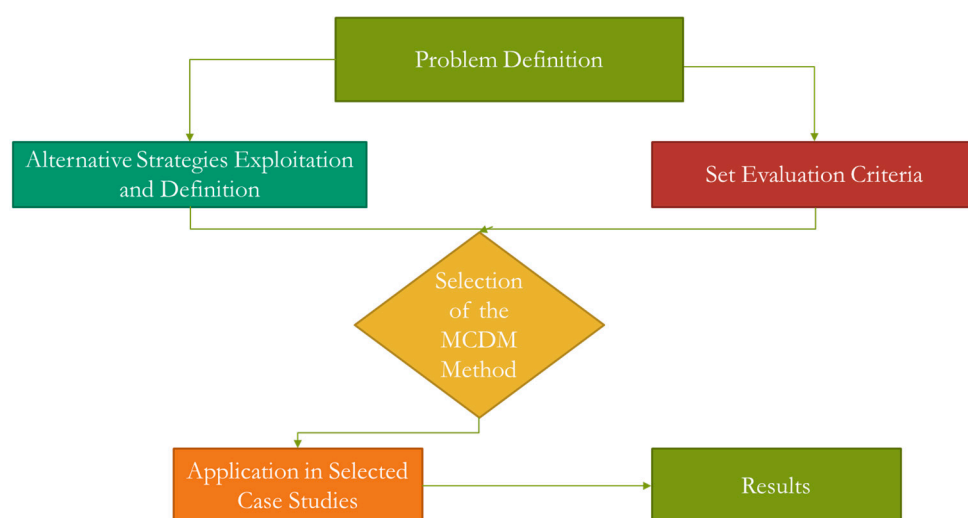 Problem Definition
Alternative Strategies Exploitation
and Definition
Set Evaluation Criteria
Selection
of the
MCDM
Method
Application in Selected
Case Studies
Results